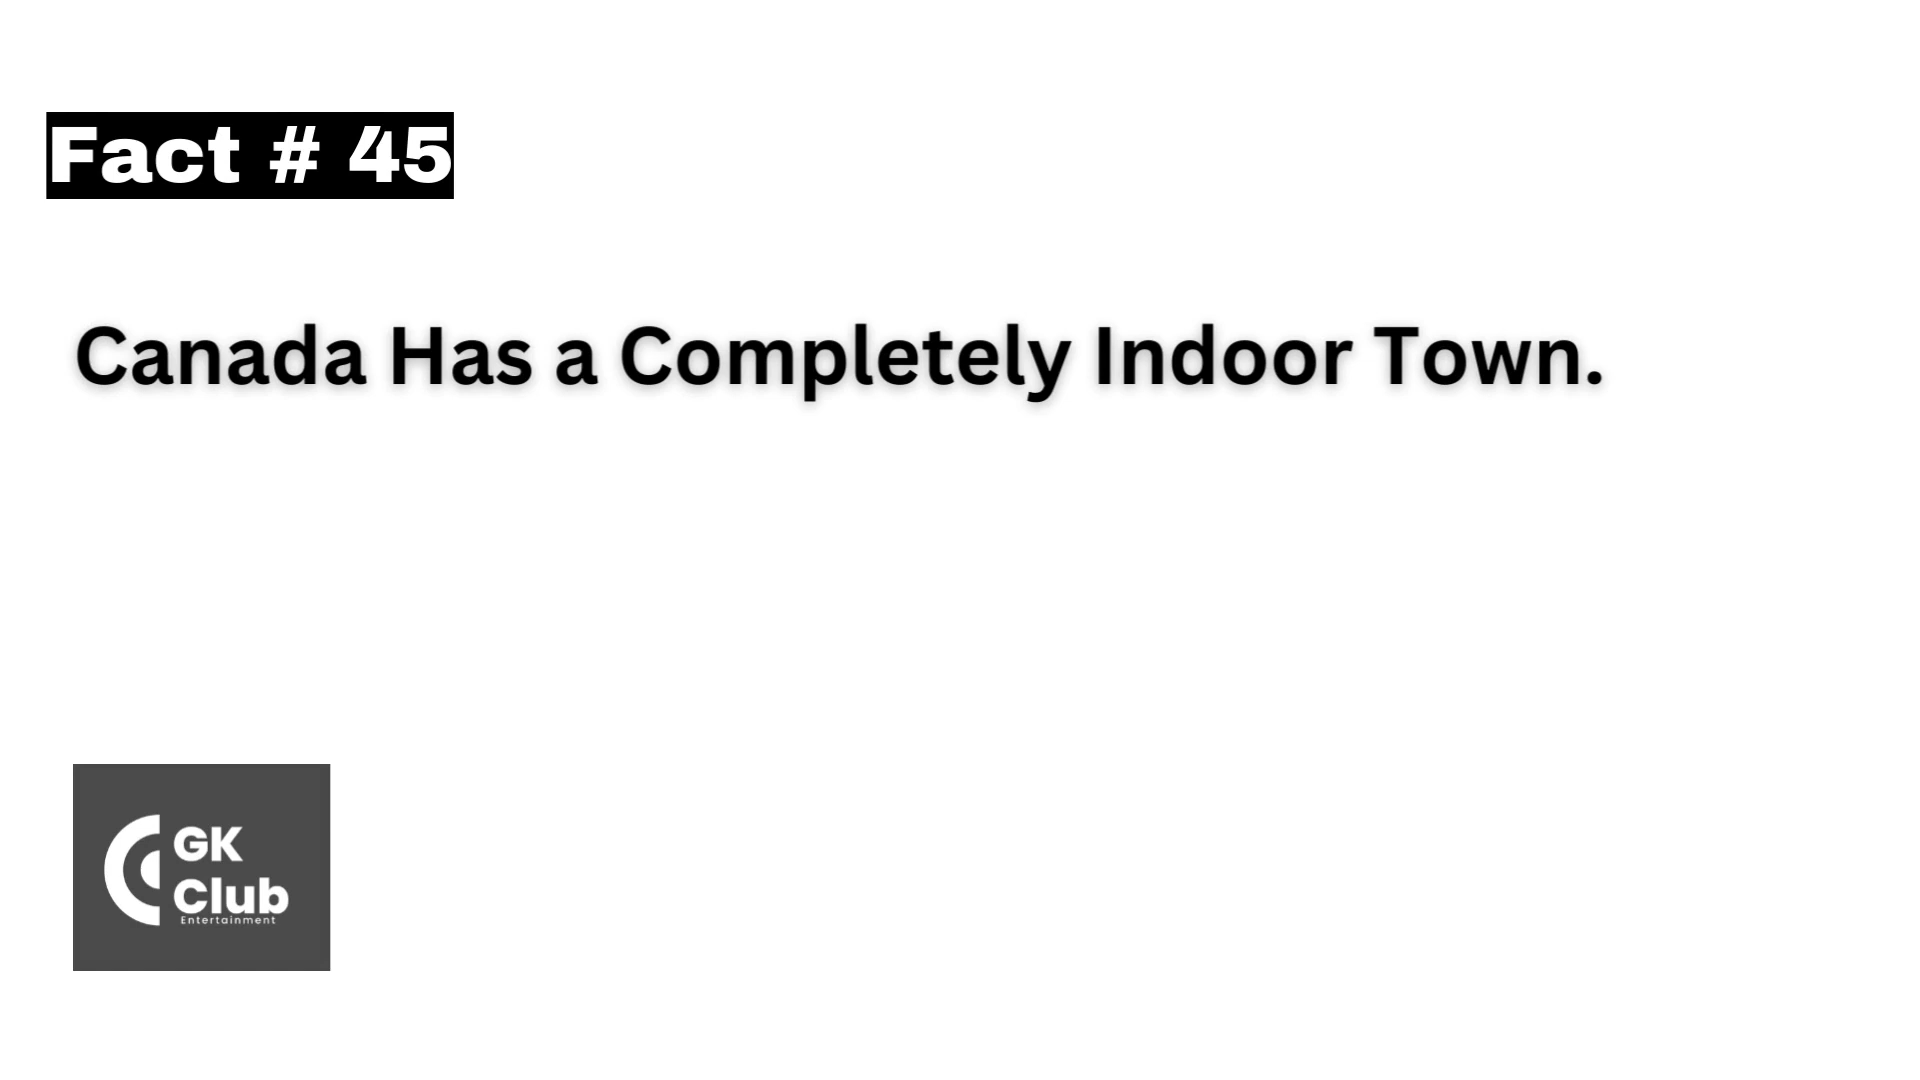 Fact # 45
Canada Has a Completely Indoor Town.
GK
Club
Entertainment